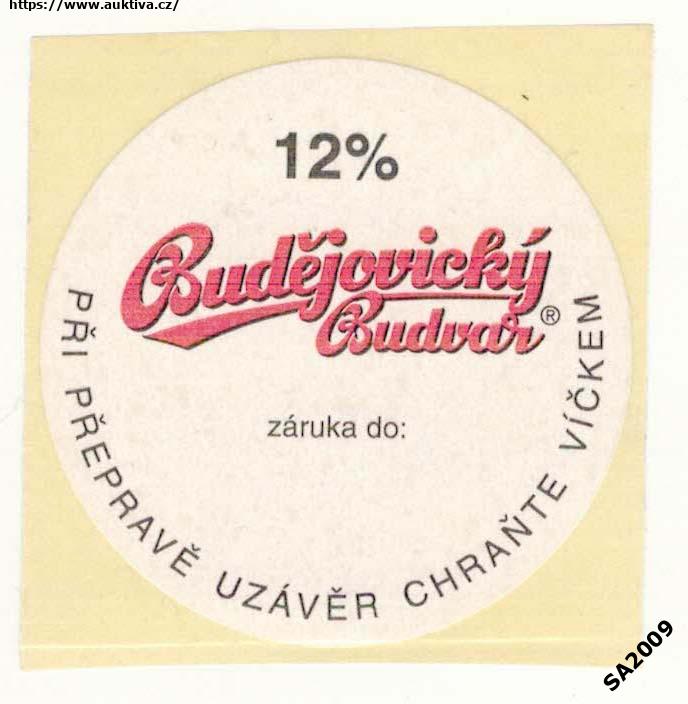 https://www.auktiva.cz/
12%
Budějovický
Budvar®
záruka do:
PŘI PŘEPRAVĚ UZÁVĚR CHRAŇTE VÍČKEM
SA2009